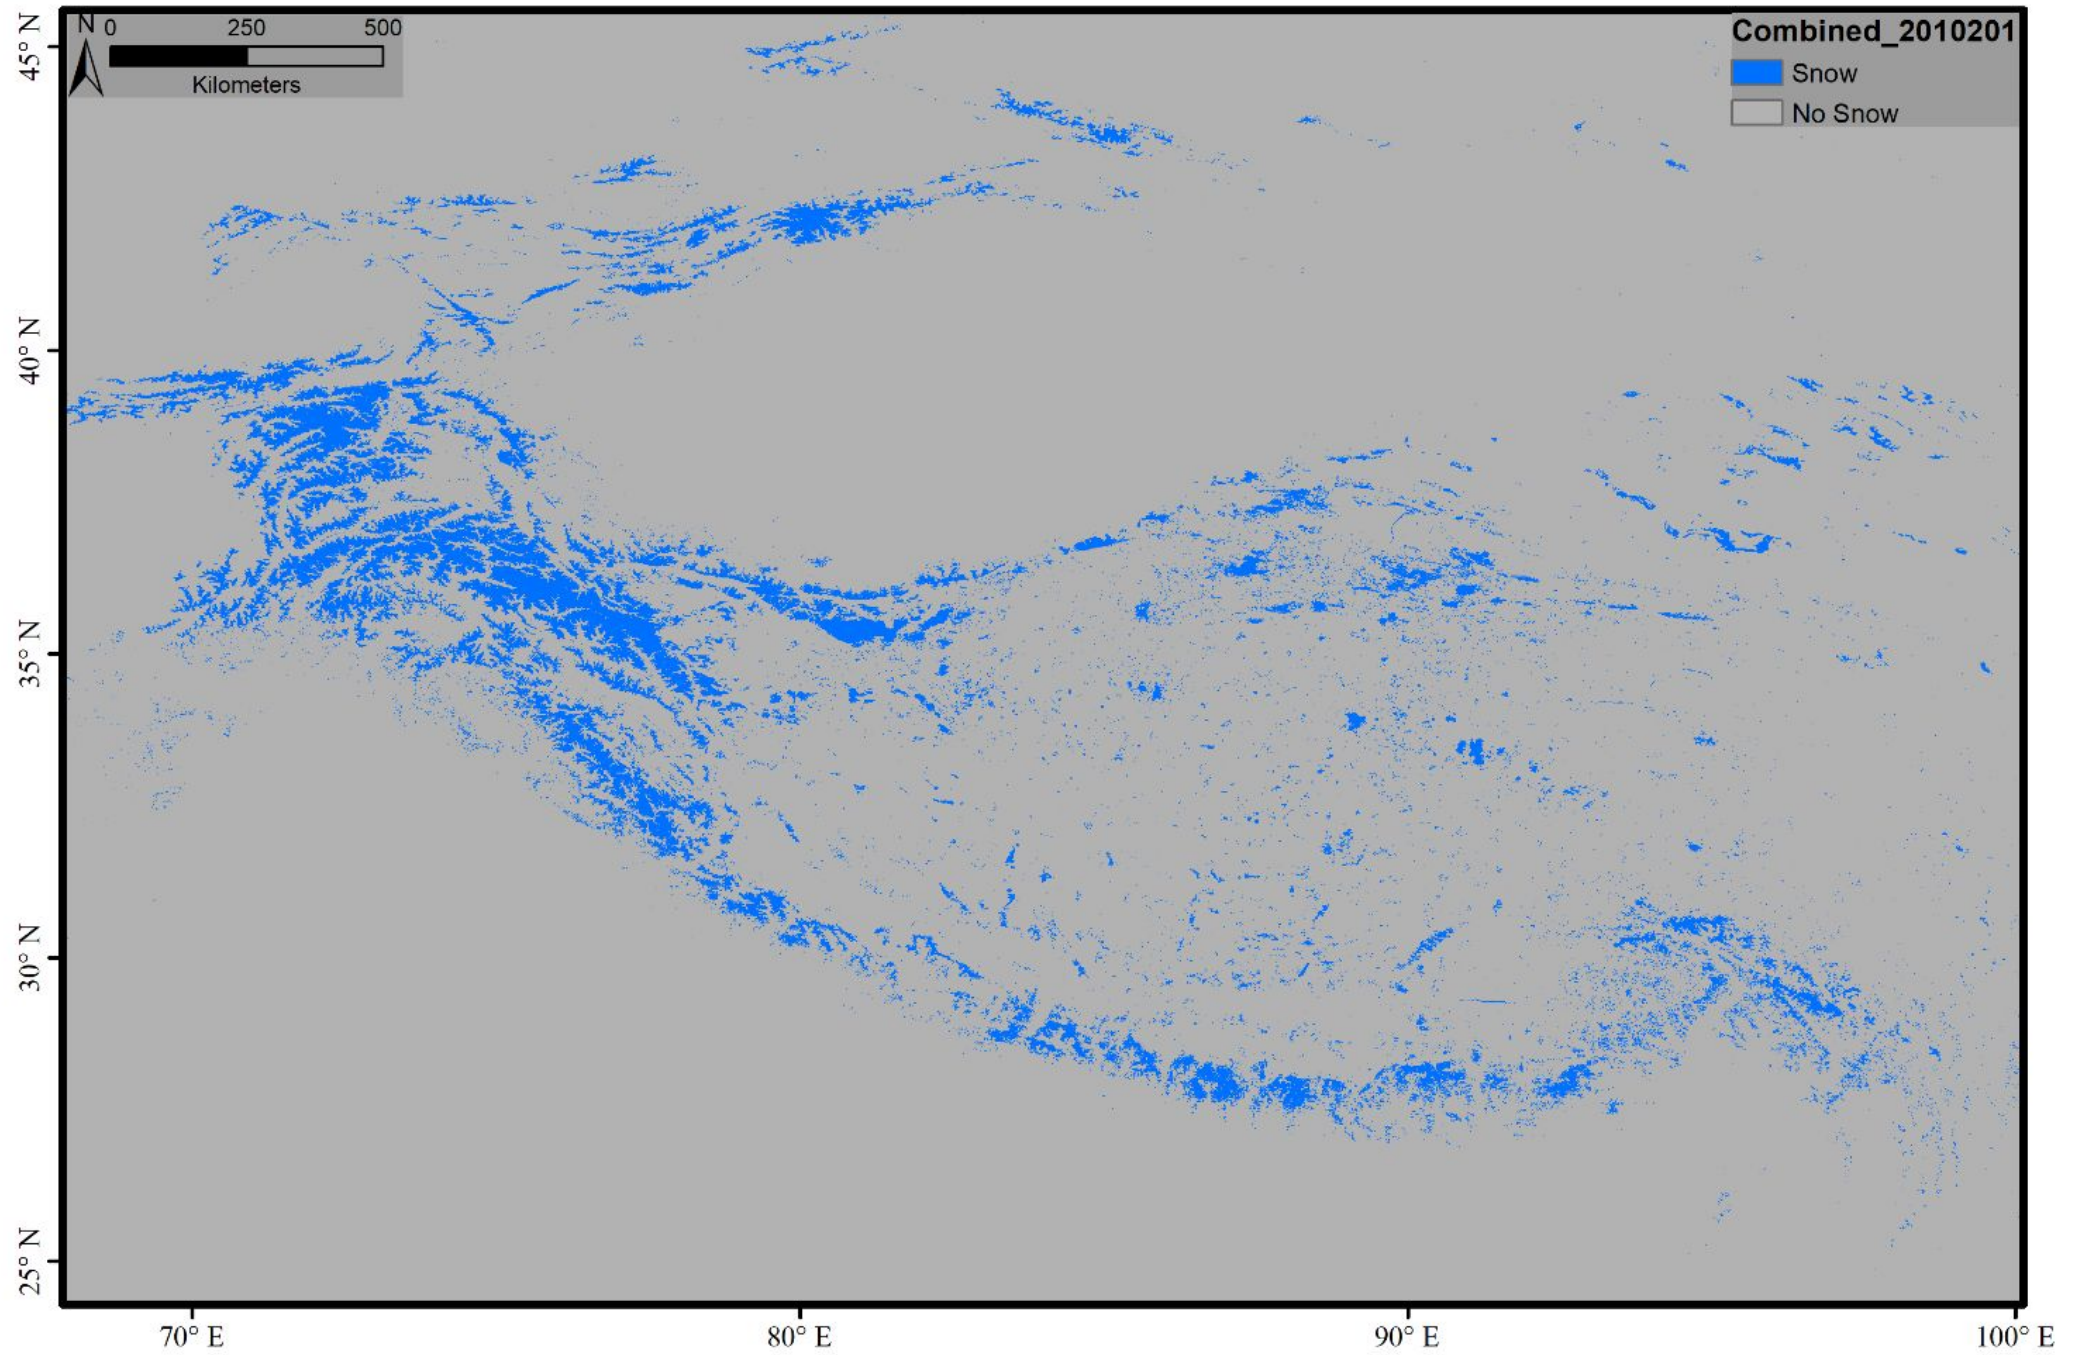 N 0 250 500
Kilometers
Combined_2010201
Snow
No Snow
45° N
40° N
35° N
30° N
25° N
70° E 80° E 90° E 100° E